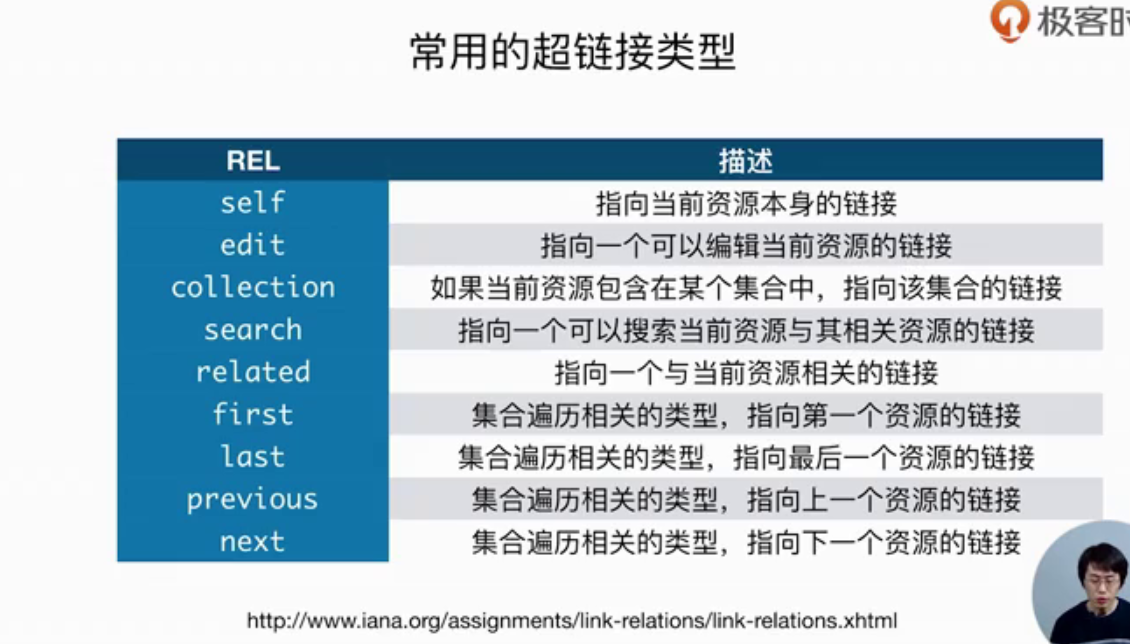 极客时
常用的超链接类型
REL 描述
self 指向当前资源本身的链接
edit 指向一个可以编辑当前资源的链接
collection 如果当前资源包含在某个集合中，指向该集合的链接
search 指向一个可以搜索当前资源与其相关资源的链接
related 指向一个与当前资源相关的链接
first 集合遍历相关的类型，指向第一个资源的链接
last 集合遍历相关的类型，指向最后一个资源的链接
previous 集合遍历相关的类型，指向上一个资源的链接
next 集合遍历相关的类型，指向下一个资源的链接
http://www.iana.org/assignments/link-relations/link-relations.xhtml